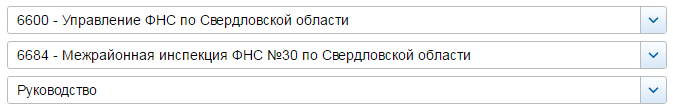 6600 - Управление ФНС по Свердловской области
6684 - Межрайонная инспекция ФНС №30 по Свердловской области
Руководство